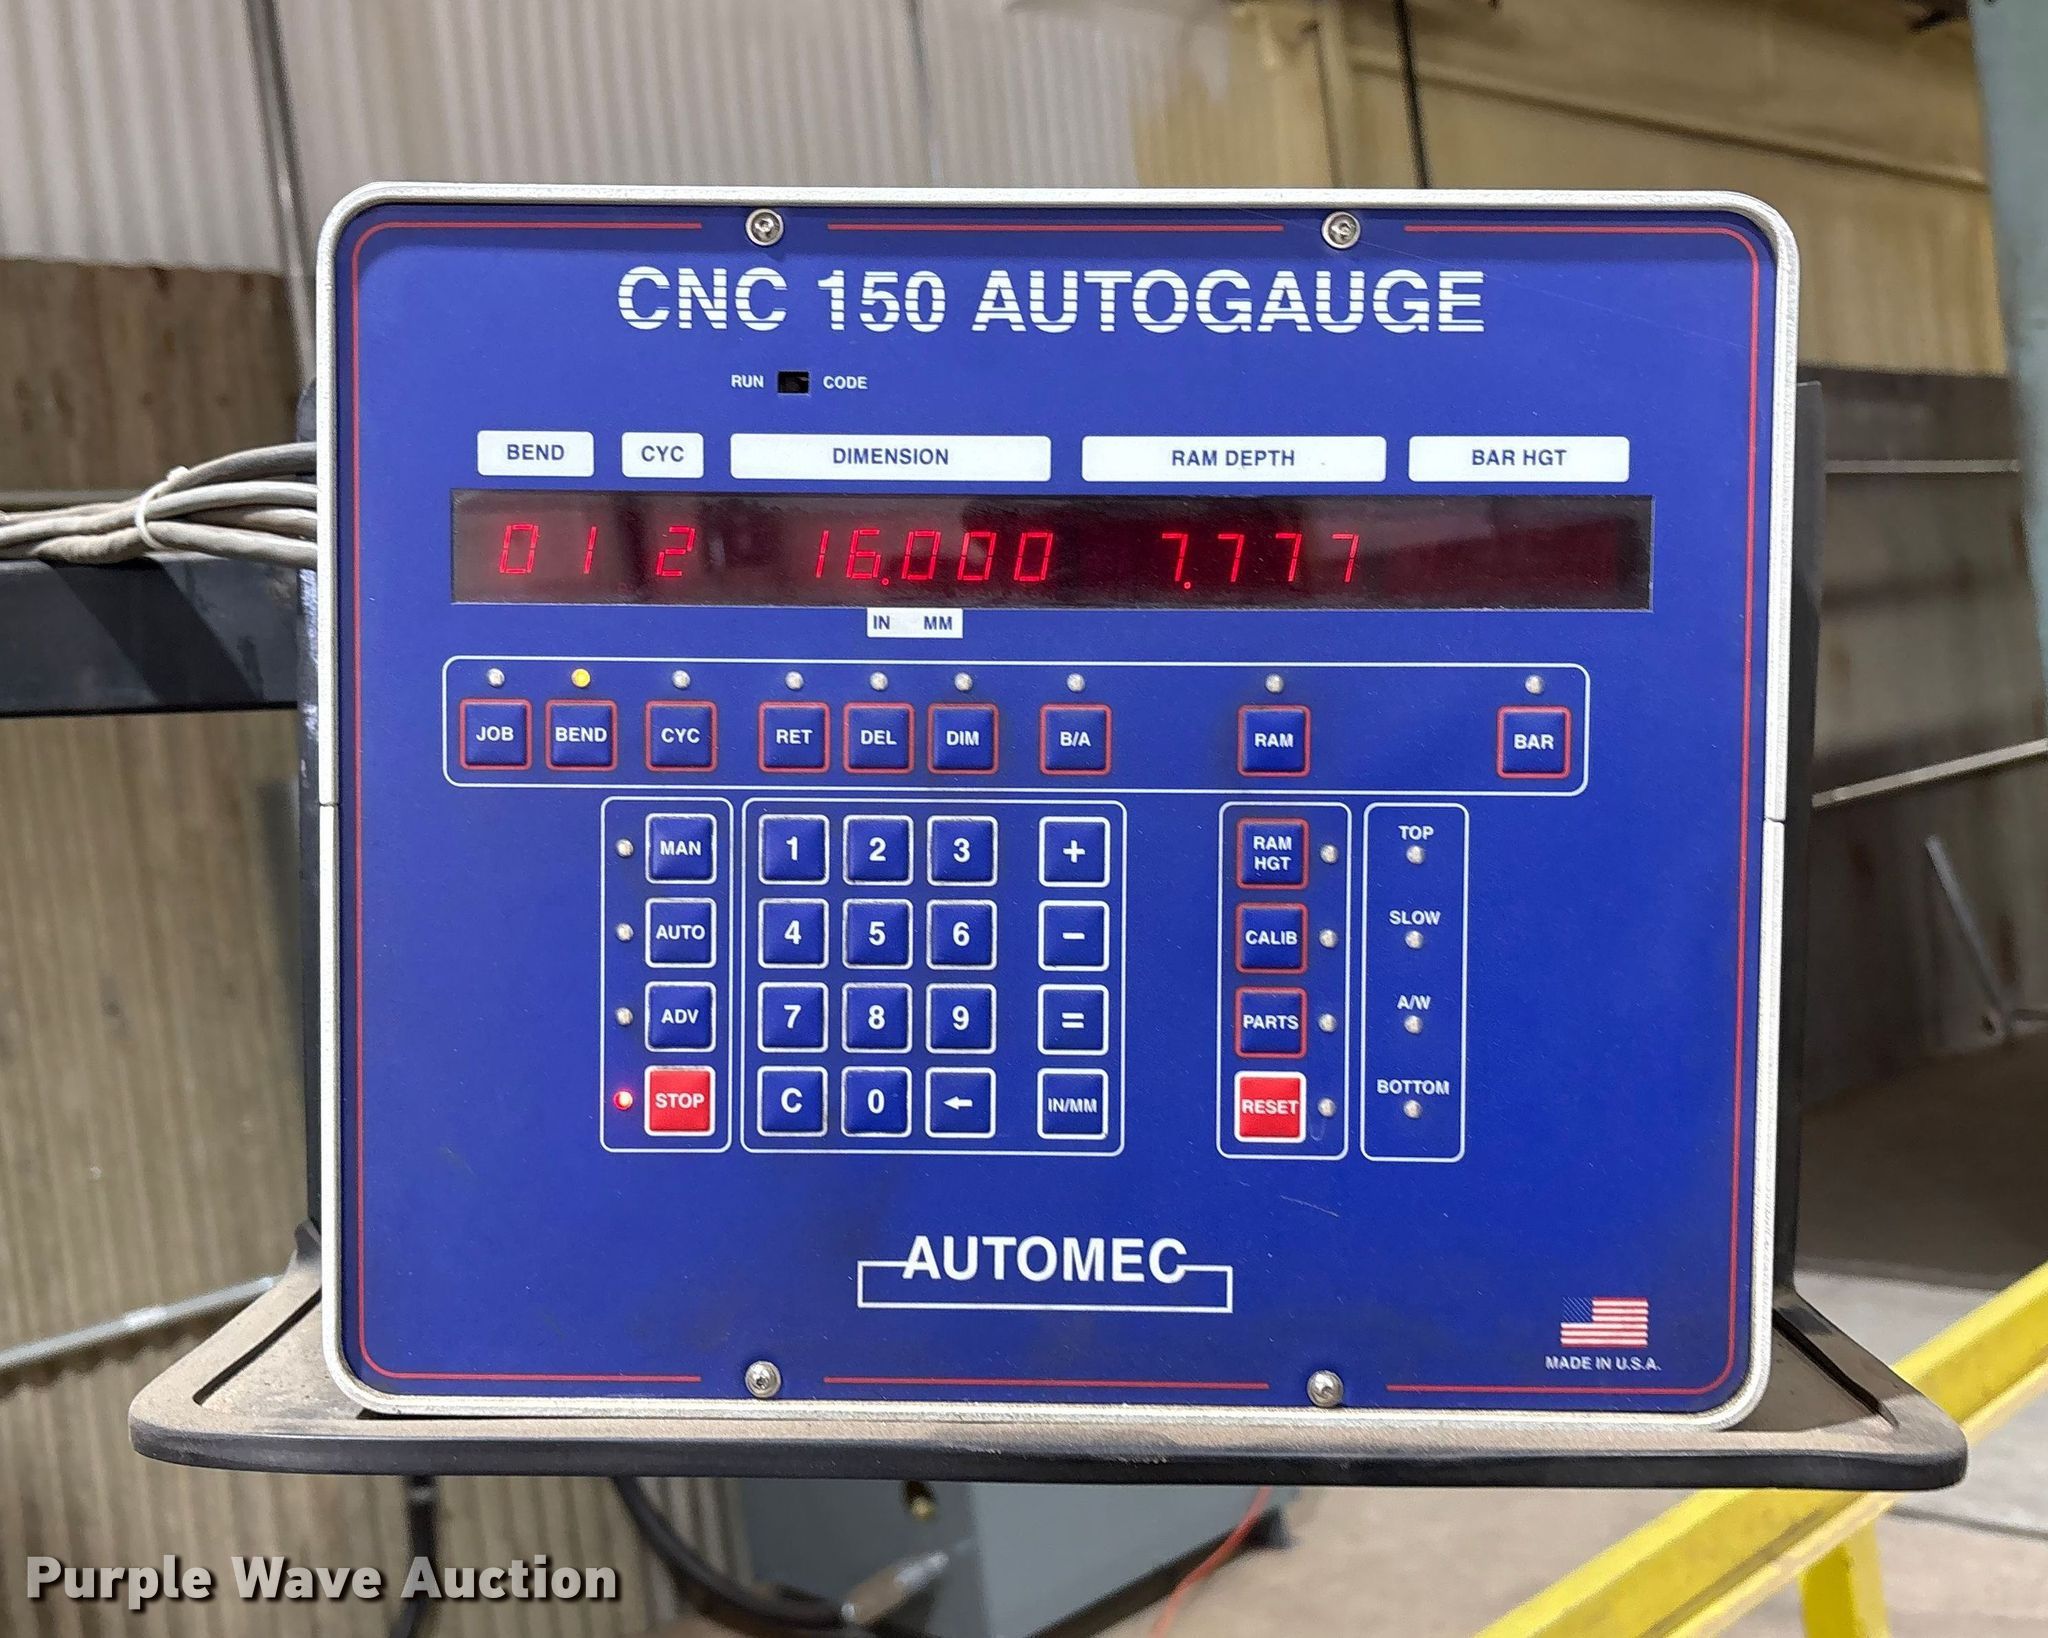 CNC 150 AUTOGAUGE
RUN CODE
BEND CYC DIMENSION RAM DEPTH BAR HGT
01 2 16.000 7.777
IN MM
JOB BEND CYC RET DEL DIM B/A RAM BAR
MAN 1 2 3 + RAM HGT TOP
AUTO 4 5 6 - CALIB SLOW
ADV 7 8 9 = PARTS A/W
STOP C 0 ← IN/MM RESET BOTTOM
AUTOMEC
MADE IN U.S.A.
Purple Wave Auction